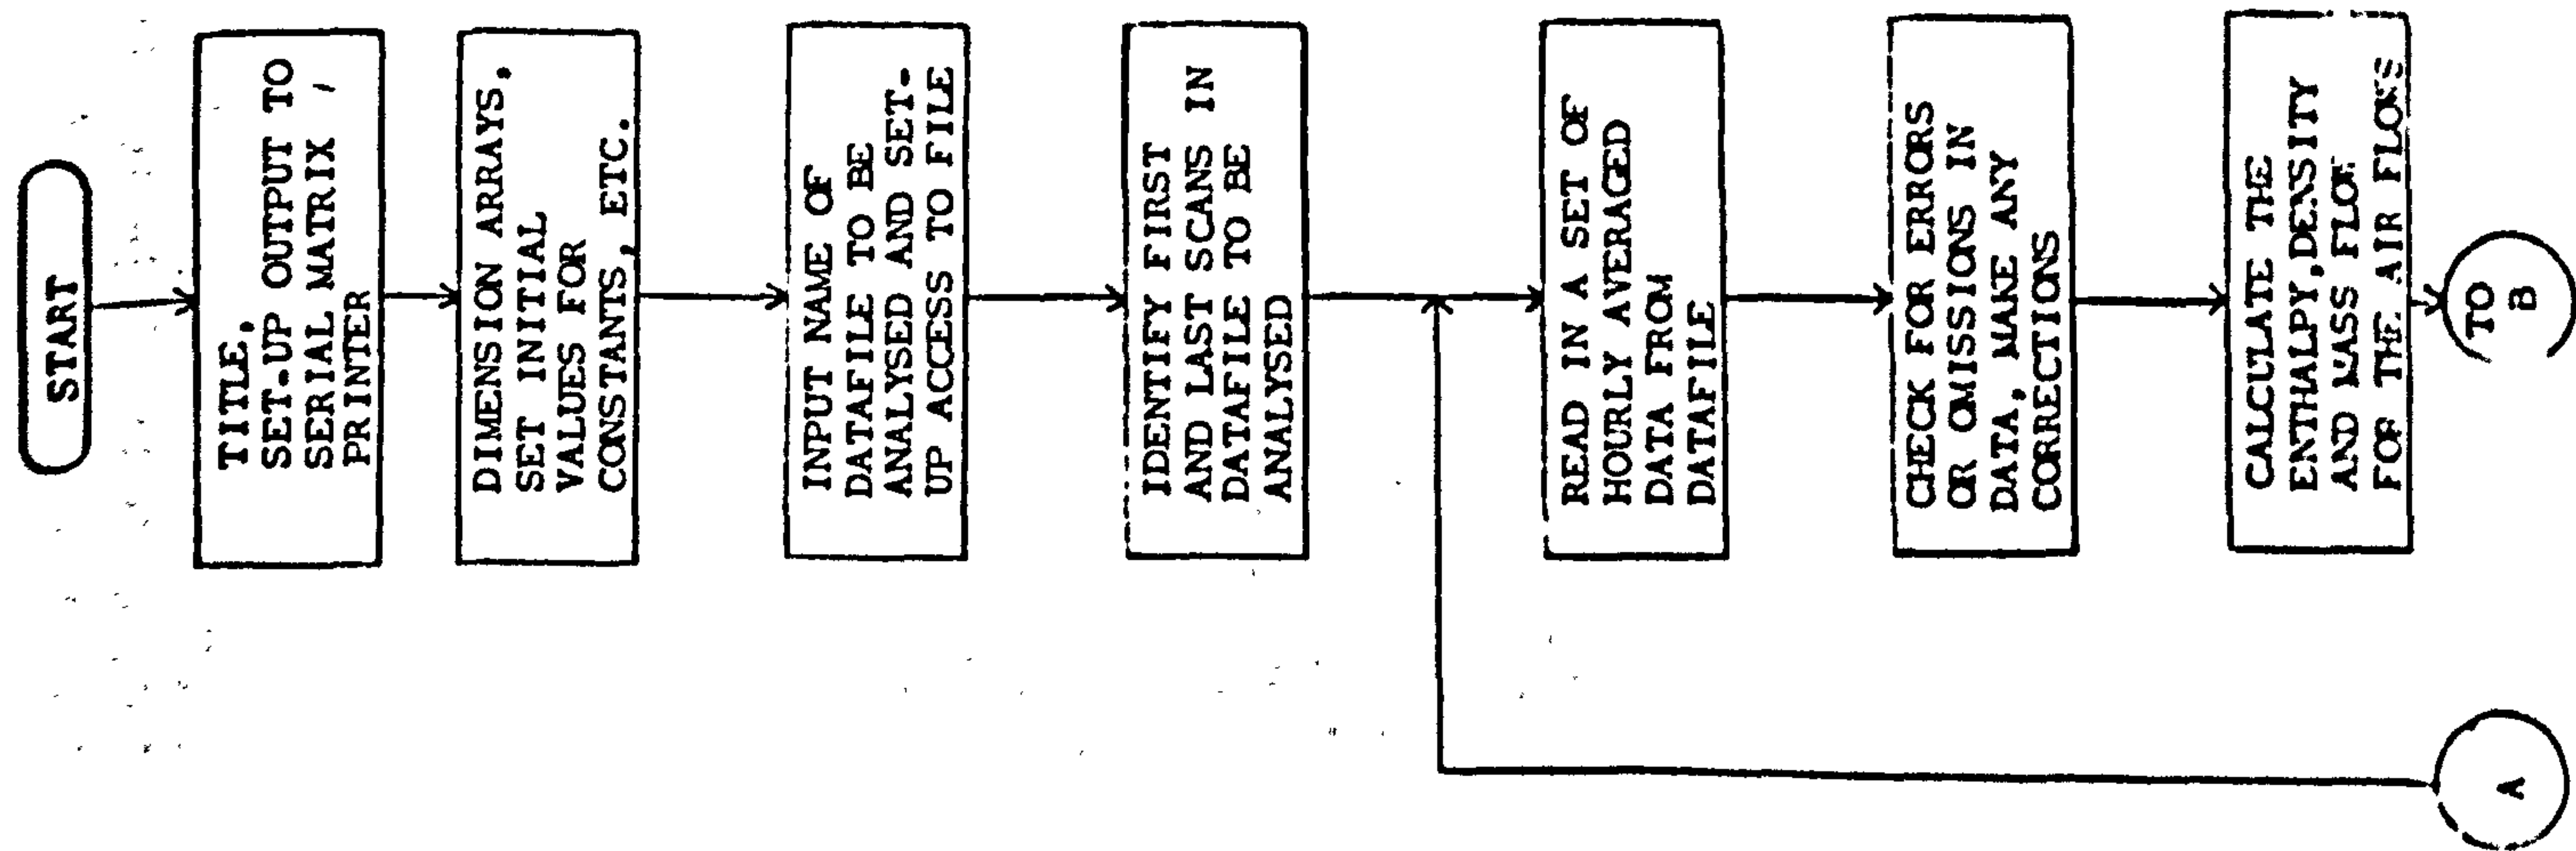 START
TITLE.
SET-UP OUTPUT TO
SERIAL MATRIX
PRINTER
DIMENSION ARRAYS,
SET INITIAL
VALUES FOR
CONSTANTS, ETC.
INPUT NAME OF
DATAFILE TO BE
ANALYSED AND SET-
UP ACCESS TO FILE
IDENTIFY FIRST
AND LAST SCANS IN
DATAFILE TO BE
ANALYSED
READ IN A SET OF
HOURLY AVERAGED
DATA FROM
DATAFILE
CHECK FOR ERRORS
OR OMISSIONS IN
DATA, MAKE ANY
CORRECTIONS
CALCULATE THE
ENTHALPY,DENSITY
AND MASS FLOW
FOR THE AIR FLOWS
TO
B
A